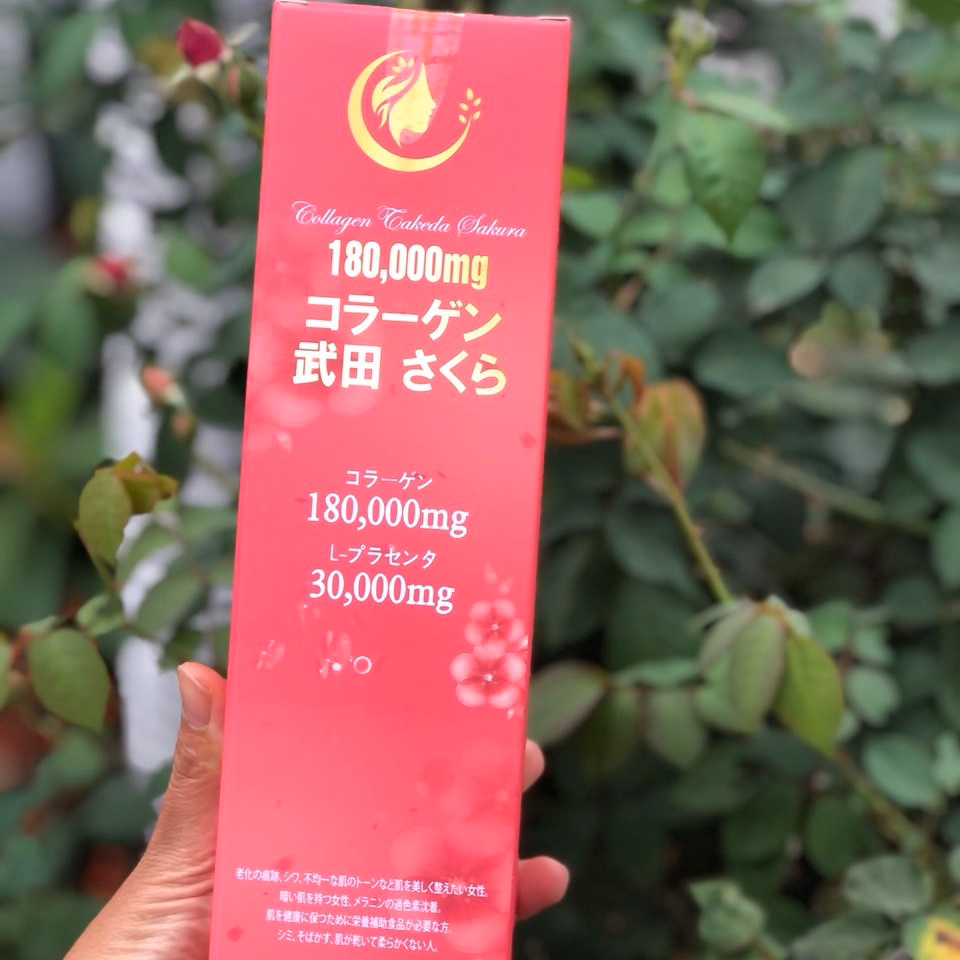 Collagen Takeda Sakura
180,000mg
コラーゲン
武田 さくら
コラーゲン
180,000mg
L-プラセンタ
30,000mg
老化の痕跡、シワ、不均一な肌のトーンなど肌を美しく整えたい女性。
暗い肌を持つ女性、メラニンの過色素沈着。
肌を健康に保つために栄養補助食品が必要な方。
シミ、そばかす、肌が乾いて柔らかくない人。